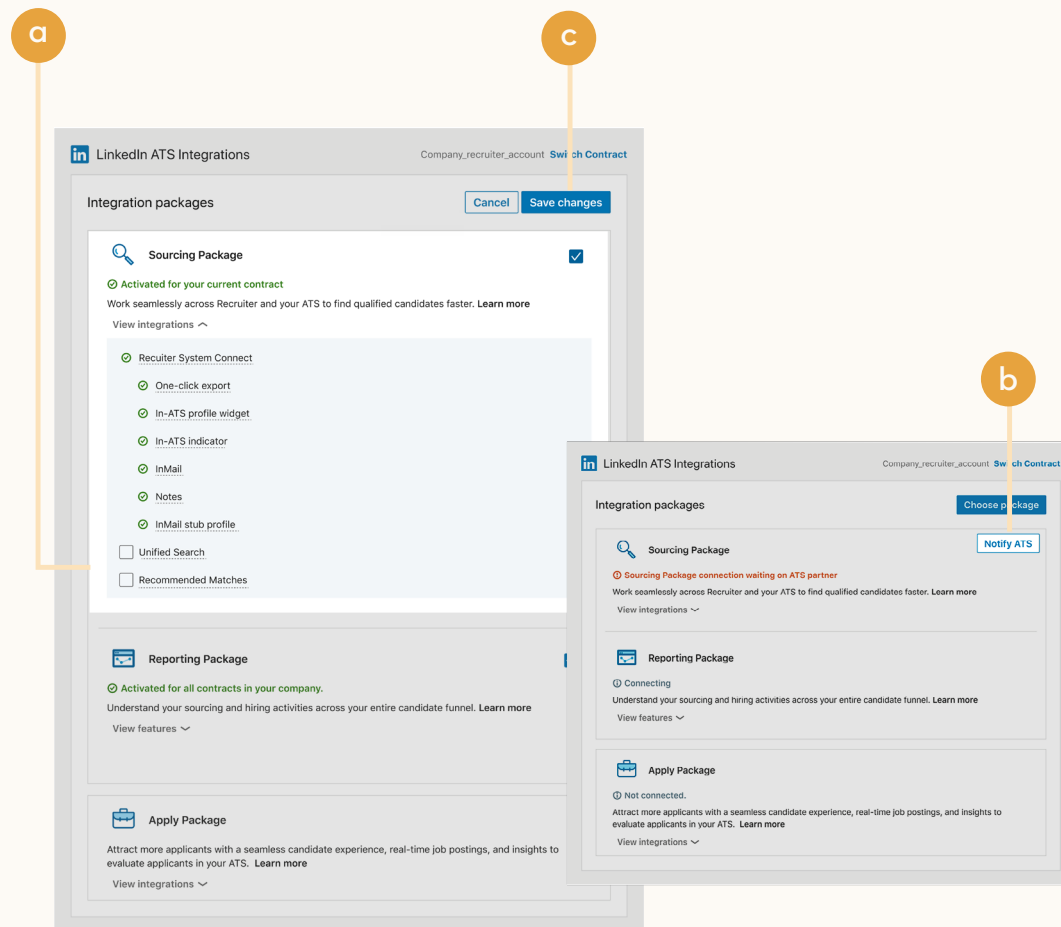 a
c
in LinkedIn ATS Integrations
Company_recruiter_account Switch Contract
Integration packages
Cancel
Save changes
Sourcing Package
Activated for your current contract
Work seamlessly across Recruiter and your ATS to find qualified candidates faster. Learn more
View integrations
Recuiter System Connect
One-click export
In-ATS profile widget
In-ATS indicator
InMail
Notes
InMail stub profile
Unified Search
Recommended Matches
Reporting Package
Activated for all contracts in your company.
Understand your sourcing and hiring activities across your entire candidate funnel. Learn more
View features
Apply Package
Attract more applicants with a seamless candidate experience, real-time job postings, and insights to
evaluate applicants in your ATS. Learn more
View integrations
b
in LinkedIn ATS Integrations
Company_recruiter_account Switch Contract
Integration packages
Choose package
Notify ATS
Sourcing Package
Sourcing Package connection waiting on ATS partner
Work seamlessly across Recruiter and your ATS to find qualified candidates faster. Learn more
View integrations
Reporting Package
Connecting
Understand your sourcing and hiring activities across your entire candidate funnel. Learn more
View features
Apply Package
Not connected.
Attract more applicants with a seamless candidate experience, real-time job postings, and insights to
evaluate applicants in your ATS. Learn more
View integrations